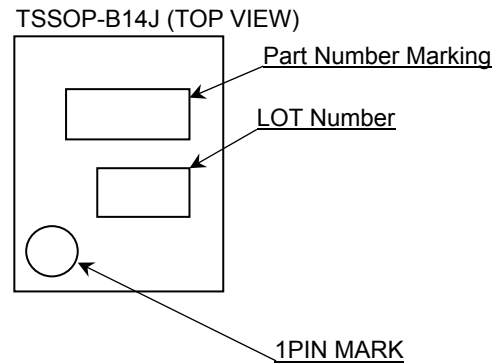 TSSOP-B14J (TOP VIEW)
Part Number Marking
LOT Number
1PIN MARK